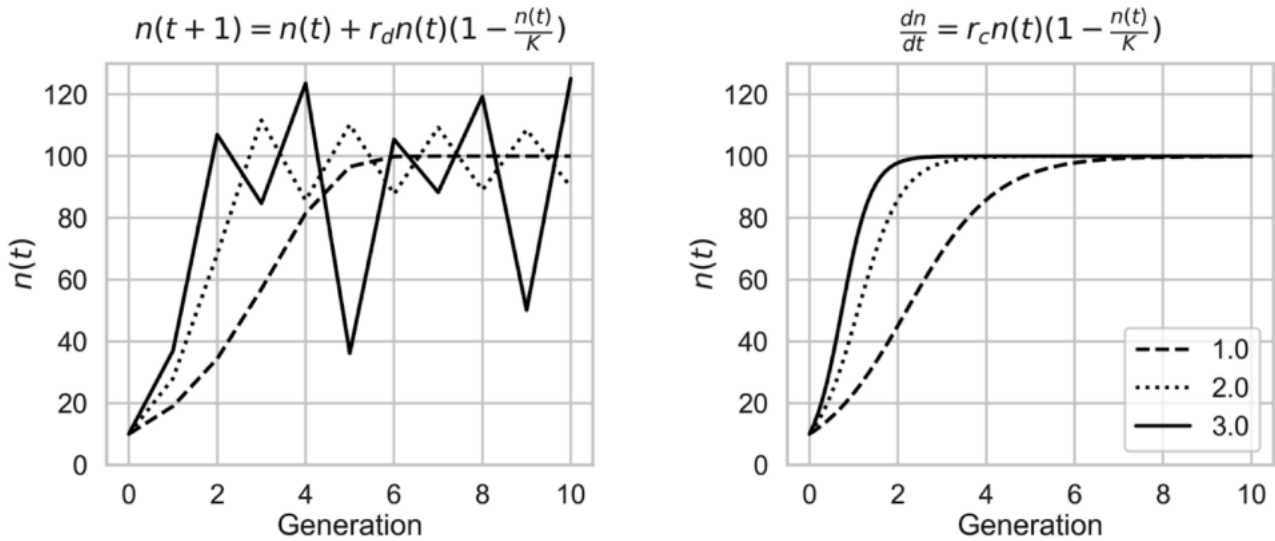 n(t + 1) = n(t) + r_d n(t)(1 − n(t)/K)
120
100
80
60
40
20
0
n(t)
0 2 4 6 8 10
Generation
dn/dt = r_c n(t)(1 − n(t)/K)
120
100
80
60
40
20
0
n(t)
1.0
2.0
3.0
0 2 4 6 8 10
Generation